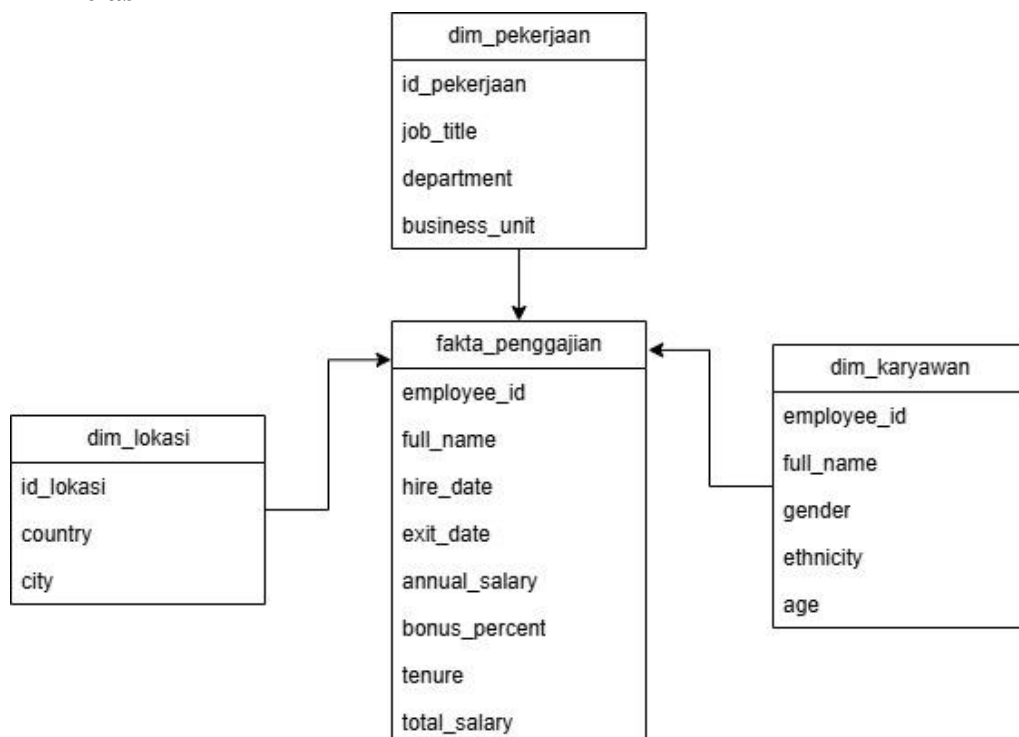 dim_pekerjaan
id_pekerjaan
job_title
department
business_unit
fakta_penggajian
employee_id
full_name
hire_date
exit_date
annual_salary
bonus_percent
tenure
total_salary
dim_lokasi
id_lokasi
country
city
dim_karyawan
employee_id
full_name
gender
ethnicity
age